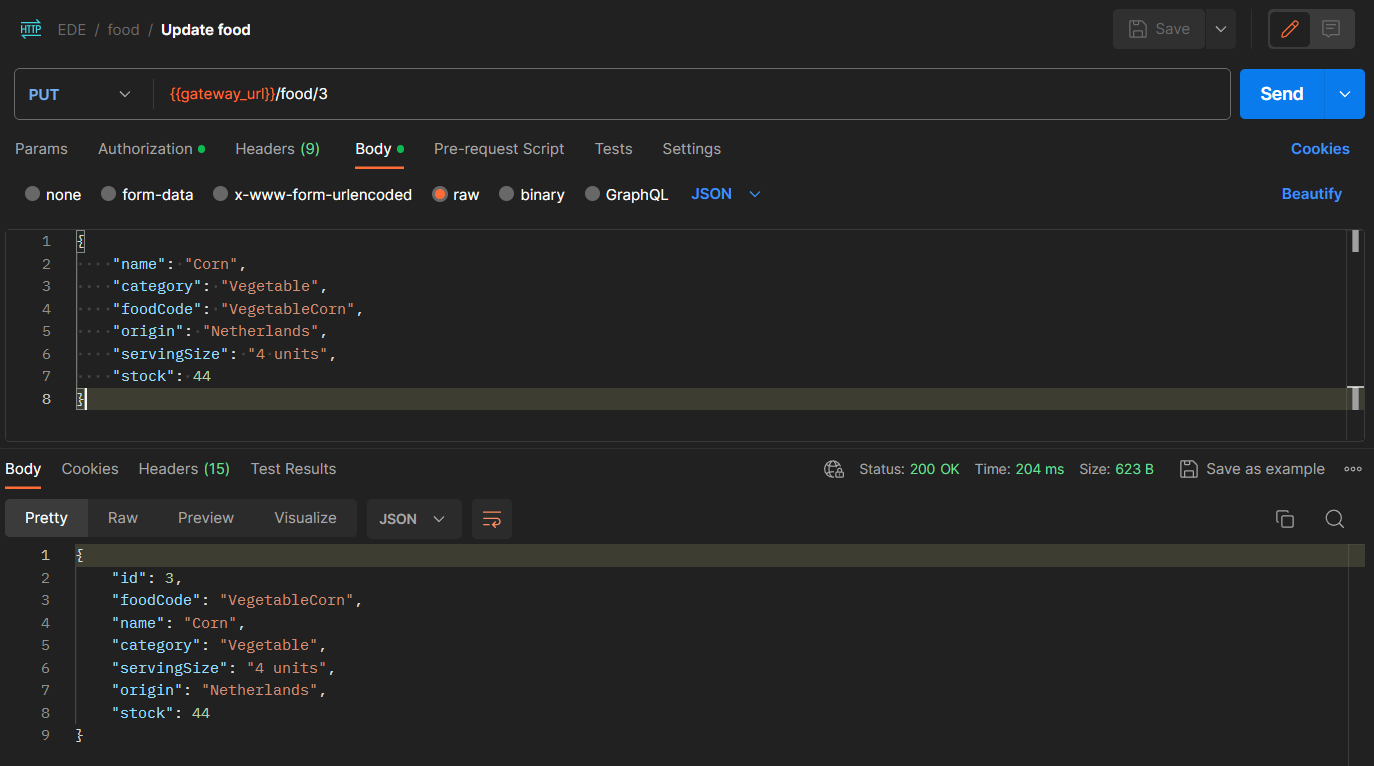 HTTP EDE / food / Update food Save
PUT {{gateway_url}}/food/3 Send
Params Authorization Headers (9) Body Pre-request Script Tests Settings Cookies
none form-data x-www-form-urlencoded raw binary GraphQL JSON Beautify
1 {
2 ····"name":·"Corn",
3 ····"category":·"Vegetable",
4 ····"foodCode":·"VegetableCorn",
5 ····"origin":·"Netherlands",
6 ····"servingSize":·"4·units",
7 ····"stock":·44
8 }
Body Cookies Headers (15) Test Results Status: 200 OK Time: 204 ms Size: 623 B Save as example
Pretty Raw Preview Visualize JSON
1 {
2 "id": 3,
3 "foodCode": "VegetableCorn",
4 "name": "Corn",
5 "category": "Vegetable",
6 "servingSize": "4 units",
7 "origin": "Netherlands",
8 "stock": 44
9 }